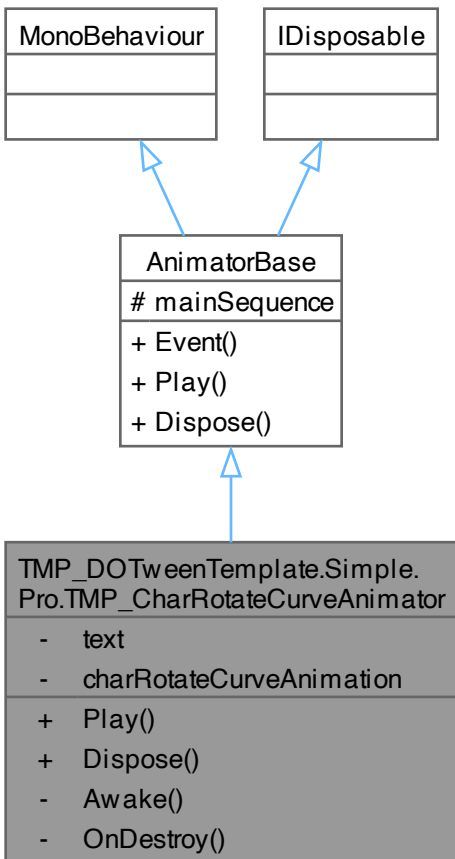 MonoBehaviour
IDisposable
AnimatorBase
# mainSequence
+ Event()
+ Play()
+ Dispose()
TMP_DOTweenTemplate.Simple.
Pro.TMP_CharRotateCurveAnimator
- text
- charRotateCurveAnimation
+ Play()
+ Dispose()
- Awake()
- OnDestroy()